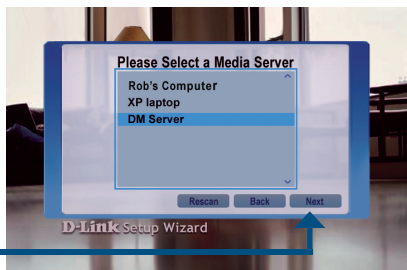 Please Select a Media Server
Rob's Computer
XP laptop
DM Server
Rescan Back Next
D-Link Setup Wizard